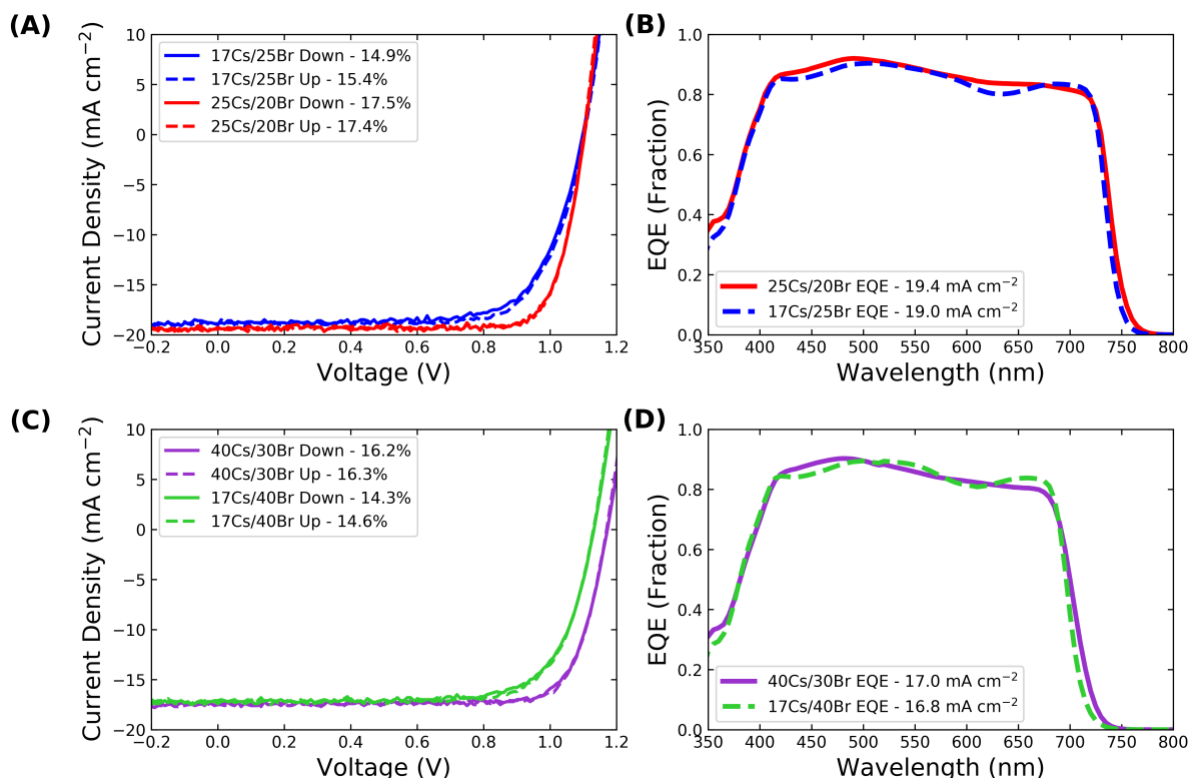 (A)
Current Density (mA cm⁻²)
10
5
0
−5
−10
−15
−20
17Cs/25Br Down - 14.9%
17Cs/25Br Up - 15.4%
25Cs/20Br Down - 17.5%
25Cs/20Br Up - 17.4%
−0.2 0.0 0.2 0.4 0.6 0.8 1.0 1.2
Voltage (V)
(B)
EQE (Fraction)
1.0
0.8
0.6
0.4
0.2
0.0
25Cs/20Br EQE - 19.4 mA cm⁻²
17Cs/25Br EQE - 19.0 mA cm⁻²
350 400 450 500 550 600 650 700 750 800
Wavelength (nm)
(C)
Current Density (mA cm⁻²)
10
5
0
−5
−10
−15
−20
40Cs/30Br Down - 16.2%
40Cs/30Br Up - 16.3%
17Cs/40Br Down - 14.3%
17Cs/40Br Up - 14.6%
−0.2 0.0 0.2 0.4 0.6 0.8 1.0 1.2
Voltage (V)
(D)
EQE (Fraction)
1.0
0.8
0.6
0.4
0.2
0.0
40Cs/30Br EQE - 17.0 mA cm⁻²
17Cs/40Br EQE - 16.8 mA cm⁻²
350 400 450 500 550 600 650 700 750 800
Wavelength (nm)